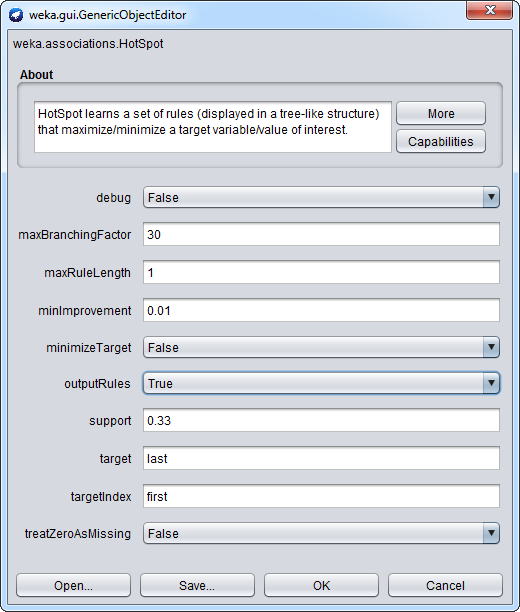 weka.gui.GenericObjectEditor
weka.associations.HotSpot
About
HotSpot learns a set of rules (displayed in a tree-like structure)
that maximize/minimize a target variable/value of interest.
More
Capabilities
debug False
maxBranchingFactor 30
maxRuleLength 1
minImprovement 0.01
minimizeTarget False
outputRules True
support 0.33
target last
targetIndex first
treatZeroAsMissing False
Open... Save... OK Cancel